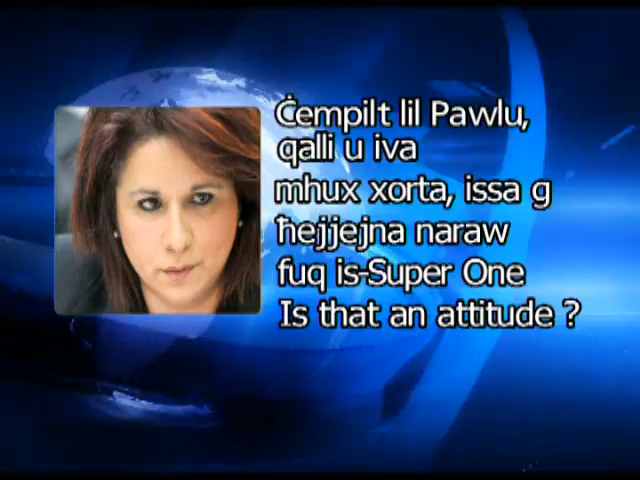 Ċempilt lil Pawlu,
qalli u iva
mhux xorta, issa g
ħejjejna naraw
fuq is-Super One
Is that an attitude ?